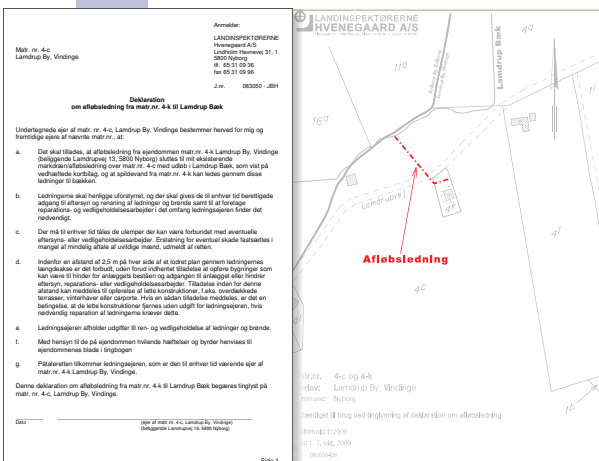 Anmelder:
LANDINSPEKTØRERNE
Hvenegaard A/S
Lindholm Havnevej 31, 1.
5800 Nyborg
tlf. 65 31 09 36
fax 65 31 09 96
Matr. nr. 4-c
Lamdrup By, Vindinge
J.nr. 083050 - JBH
Deklaration
om afløbsledning fra matr.nr. 4-k til Lamdrup Bæk
Undertegnede ejer af matr. nr. 4-c, Lamdrup By, Vindinge bestemmer herved for mig og
fremtidige ejere af nævnte matr.nr., at:
a. Det skal tillades, at afløbsledning fra ejendommen matr.nr. 4-k Lamdrup By, Vindinge
(beliggende Lamdrupvej 13, 5800 Nyborg) sluttes til mit eksisterende
markdræn/afløbsledning over matr. nr. 4-c med udløb i Lamdrup Bæk, som vist på
vedhæftede kortbilag, og at spildevand fra matr.nr. 4-k kan ledes gennem disse
ledninger til bækken.
b. Ledningerne skal henligge uforstyrret, og der skal gives de til enhver tid berettigede
adgang til eftersyn og rensning af ledninger og brønde samt til at foretage
reparations- og vedligeholdelsesarbejder i det omfang ledningsejeren finder det
nødvendigt.
c. Der må til enhver tid tåles de ulemper der kan være forbundet med eventuelle
eftersyns- eller vedligeholdelsesarbejder. Erstatning for eventuel skade fastsættes i
mangel af mindelig aftale af uvildige mænd, udmeldt af retten.
d. Indenfor en afstand af 2,5 m på hver side af et lodret plan gennem ledningernes
længdeakse er det forbudt, uden forud indhentet tilladelse at opføre bygninger som
kan være til hinder for anlæggets beståen og adgangen til anlægget eller hindrer
eftersyn, reparations- eller vedligeholdelsesarbejder. Tilladelse inden for denne
afstand kan meddeles til opførelse af lette konstruktioner, f.eks. overdækkede
terrasser, vinterhaver eller carporte. Hvis en sådan tilladelse meddeles, er det en
betingelse, at de lette konstruktioner fjernes uden udgift for ledningsejeren, hvis
nødvendig reparation af ledningerne kræver dette.
e. Ledningsejeren afholder udgifter til ren- og vedligeholdelse af ledninger og brønde.
f. Med hensyn til de på ejendommen hvilende hæftelser og byrder henvises til
ejendommens blade i tingbogen
g. Påtaleretten tilkommer ledningsejeren, som er den til enhver tid værende ejer af
matr.nr. 4-k Lamdrup By, Vindinge.
Denne deklaration om afløbsledning fra matr.nr. 4-k til Lamdrup Bæk begæres tinglyst på
matr. nr. 4-c, Lamdrup By, Vindinge.
Dato (ejer af matr.nr. 4-c, Lamdrup By, Vindinge)
(beliggende Lamdrupvej 19, 5800 Nyborg)
Side 1
LANDINSPEKTØRERNE
HVENEGAARD A/S
Lamdrup Bæk
4a
11a
16a
Lamdrupvej
4k
4f
Afløbsledning
4c
4-c og 4-k
Lamdrup By, Vindinge
Nyborg
til brug ved tinglysning af deklaration om afløbsledning
1:2000
7. okt. 2009